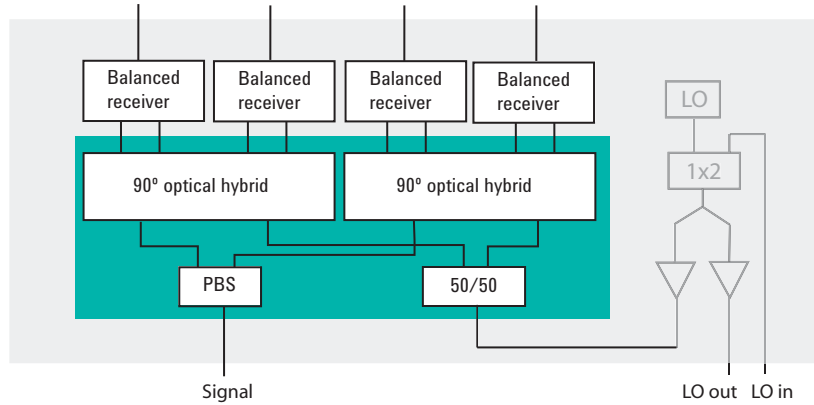 Balanced
receiver
Balanced
receiver
Balanced
receiver
Balanced
receiver
LO
90º optical hybrid
90º optical hybrid
1x2
PBS
50/50
Signal
LO out
LO in